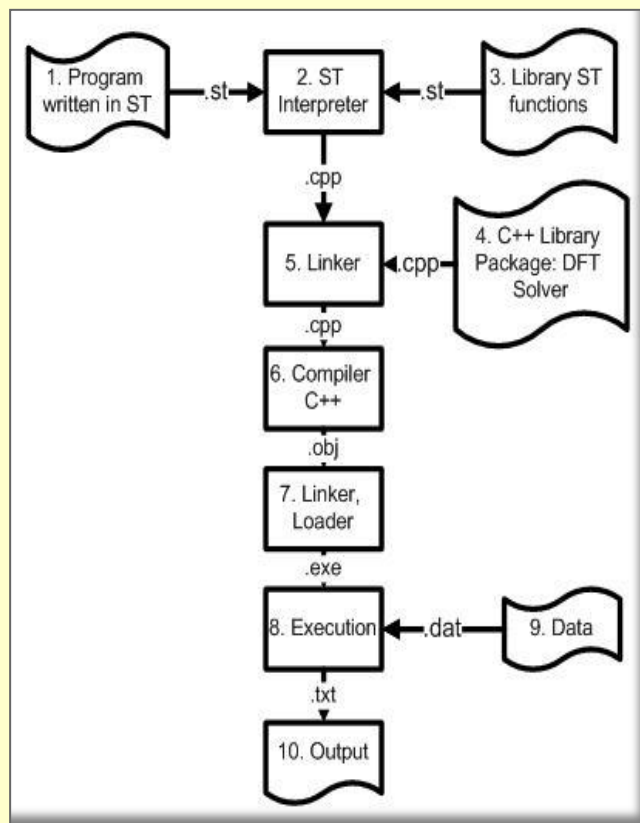 1. Program
written in ST
.st
2. ST
Interpreter
.st
3. Library ST
functions
.cpp
4. C++ Library
Package: DFT
Solver
.cpp
5. Linker
.cpp
6. Compiler
C++
.obj
7. Linker,
Loader
.exe
8. Execution
.dat
9. Data
.txt
10. Output